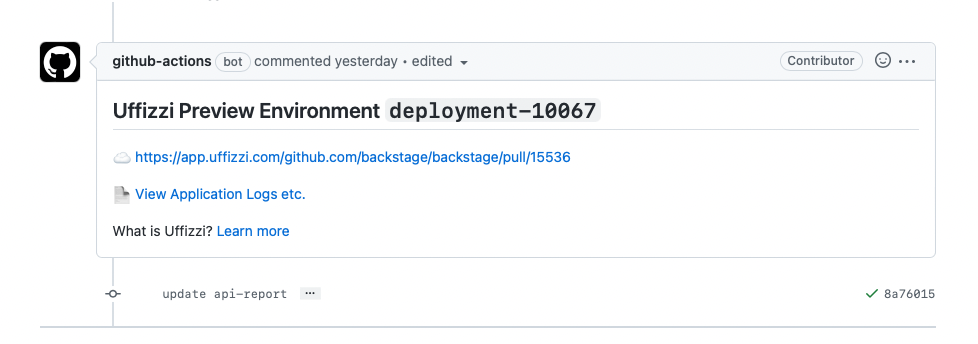 github-actions bot commented yesterday • edited
Contributor
Uffizzi Preview Environment deployment-10067
https://app.uffizzi.com/github.com/backstage/backstage/pull/15536
View Application Logs etc.
What is Uffizzi? Learn more
update api-report ...
8a76015